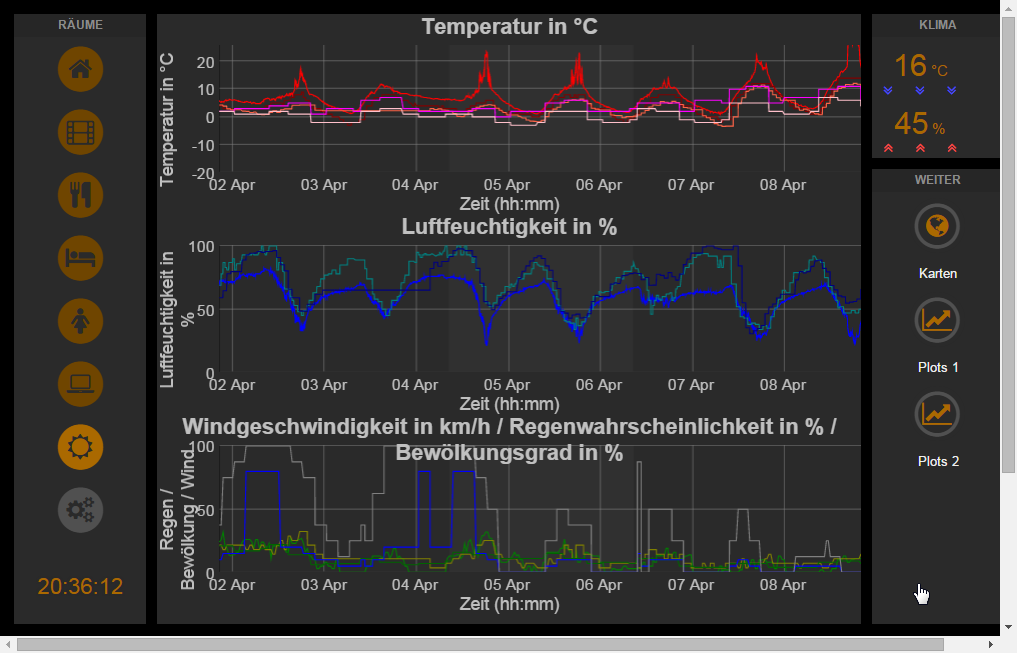 RÄUME
20:36:12
Temperatur in °C
Temperatur in °C
20
10
0
-10
-20
02 Apr 03 Apr 04 Apr 05 Apr 06 Apr 07 Apr 08 Apr
Zeit (hh:mm)
Luftfeuchtigkeit in %
Luftfeuchtigkeit in
%
100
50
0
02 Apr 03 Apr 04 Apr 05 Apr 06 Apr 07 Apr 08 Apr
Zeit (hh:mm)
Windgeschwindigkeit in km/h / Regenwahrscheinlichkeit in % /
Bewölkungsgrad in %
Regen /
Bewölkung / Wind
100
50
0
02 Apr 03 Apr 04 Apr 05 Apr 06 Apr 07 Apr 08 Apr
Zeit (hh:mm)
KLIMA
16 °C
45 %
WEITER
Karten
Plots 1
Plots 2